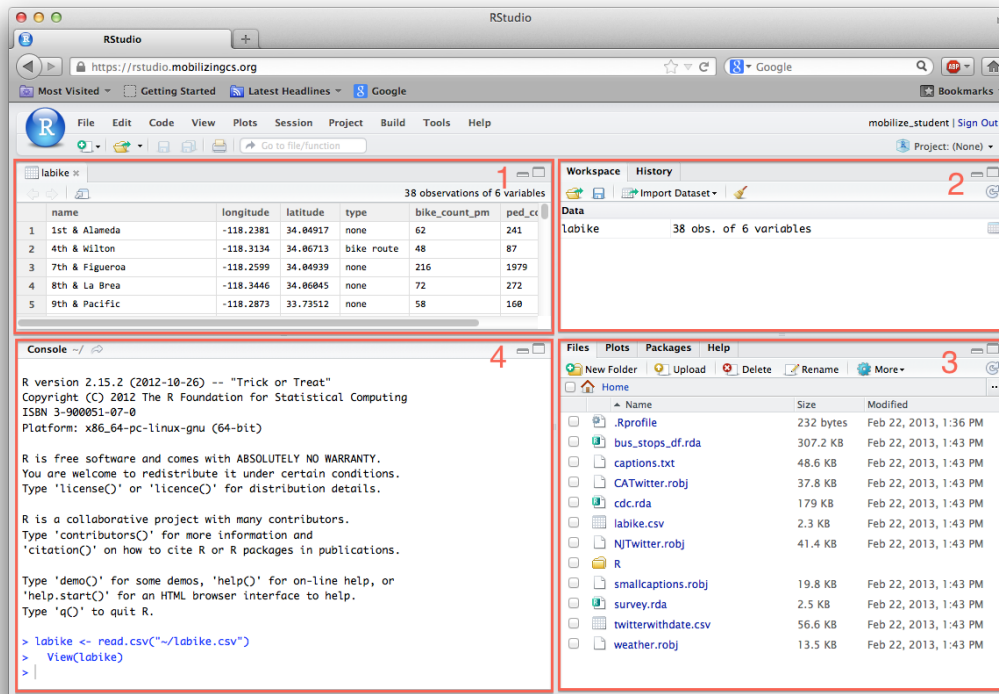 RStudio
RStudio
https://rstudio.mobilizingcs.org
Google
ABP
Most Visited
Getting Started
Latest Headlines
Google
Bookmarks
R
File Edit Code View Plots Session Project Build Tools Help
mobilize_student | Sign Out
Go to file/function
Project: (None)
labike
1
38 observations of 6 variables
name longitude latitude type bike_count_pm ped_cc
1 1st & Alameda -118.2381 34.04917 none 62 241
2 4th & Wilton -118.3134 34.06713 bike route 48 87
3 7th & Figueroa -118.2599 34.04939 none 216 1979
4 8th & La Brea -118.3446 34.06045 none 72 272
5 9th & Pacific -118.2873 33.73512 none 58 160
Workspace History
2
Import Dataset
Data
labike 38 obs. of 6 variables
Console ~/
4
R version 2.15.2 (2012-10-26) -- "Trick or Treat"
Copyright (C) 2012 The R Foundation for Statistical Computing
ISBN 3-900051-07-0
Platform: x86_64-pc-linux-gnu (64-bit)
R is free software and comes with ABSOLUTELY NO WARRANTY.
You are welcome to redistribute it under certain conditions.
Type 'license()' or 'licence()' for distribution details.
R is a collaborative project with many contributors.
Type 'contributors()' for more information and
'citation()' on how to cite R or R packages in publications.
Type 'demo()' for some demos, 'help()' for on-line help, or
'help.start()' for an HTML browser interface to help.
Type 'q()' to quit R.
> labike <- read.csv("~/labike.csv")
>   View(labike)
>
Files Plots Packages Help
3
New Folder Upload Delete Rename More
Home
Name Size Modified
.Rprofile 232 bytes Feb 22, 2013, 1:36 PM
bus_stops_df.rda 307.2 KB Feb 22, 2013, 1:43 PM
captions.txt 48.6 KB Feb 22, 2013, 1:43 PM
CATwitter.robj 37.8 KB Feb 22, 2013, 1:43 PM
cdc.rda 179 KB Feb 22, 2013, 1:43 PM
labike.csv 2.3 KB Feb 22, 2013, 1:43 PM
NJTwitter.robj 41.4 KB Feb 22, 2013, 1:43 PM
R
smallcaptions.robj 19.8 KB Feb 22, 2013, 1:43 PM
survey.rda 2.5 KB Feb 22, 2013, 1:43 PM
twitterwithdate.csv 56.6 KB Feb 22, 2013, 1:43 PM
weather.robj 13.5 KB Feb 22, 2013, 1:43 PM